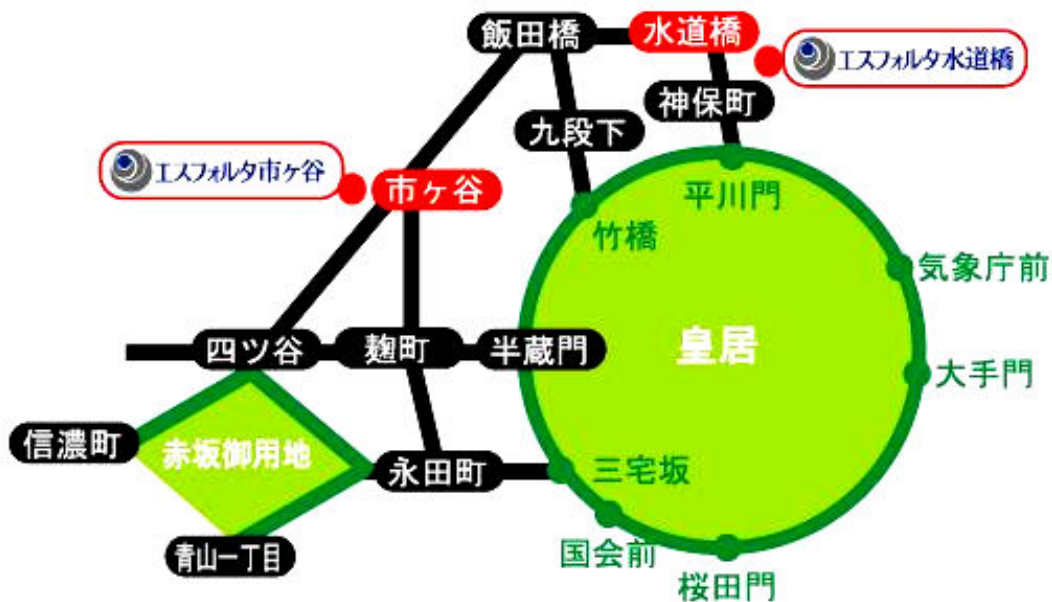 飯田橋
水道橋
エスフォルタ水道橋
神保町
九段下
エスフォルタ市ヶ谷
市ヶ谷
平川門
竹橋
気象庁前
四ツ谷
麹町
半蔵門
皇居
大手門
信濃町
赤坂御用地
永田町
三宅坂
国会前
青山一丁目
桜田門